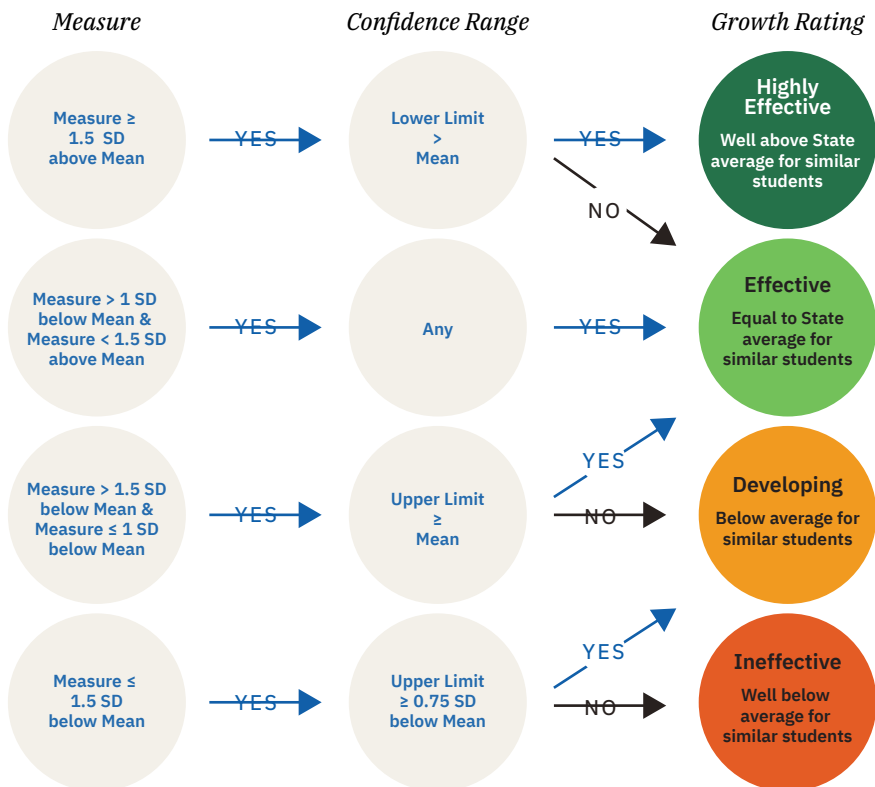 Measure
Confidence Range
Growth Rating
Measure ≥
1.5 SD
above Mean
YES
Lower Limit
>
Mean
YES
NO
Highly
Effective
Well above State
average for similar
students
Measure > 1 SD
below Mean &
Measure < 1.5 SD
above Mean
YES
Any
YES
Effective
Equal to State
average for
similar students
Measure > 1.5 SD
below Mean &
Measure ≤ 1 SD
below Mean
YES
Upper Limit
≥
Mean
YES
NO
Developing
Below average for
similar students
Measure ≤
1.5 SD
below Mean
YES
Upper Limit
≥ 0.75 SD
below Mean
YES
NO
Ineffective
Well below
average for
similar students